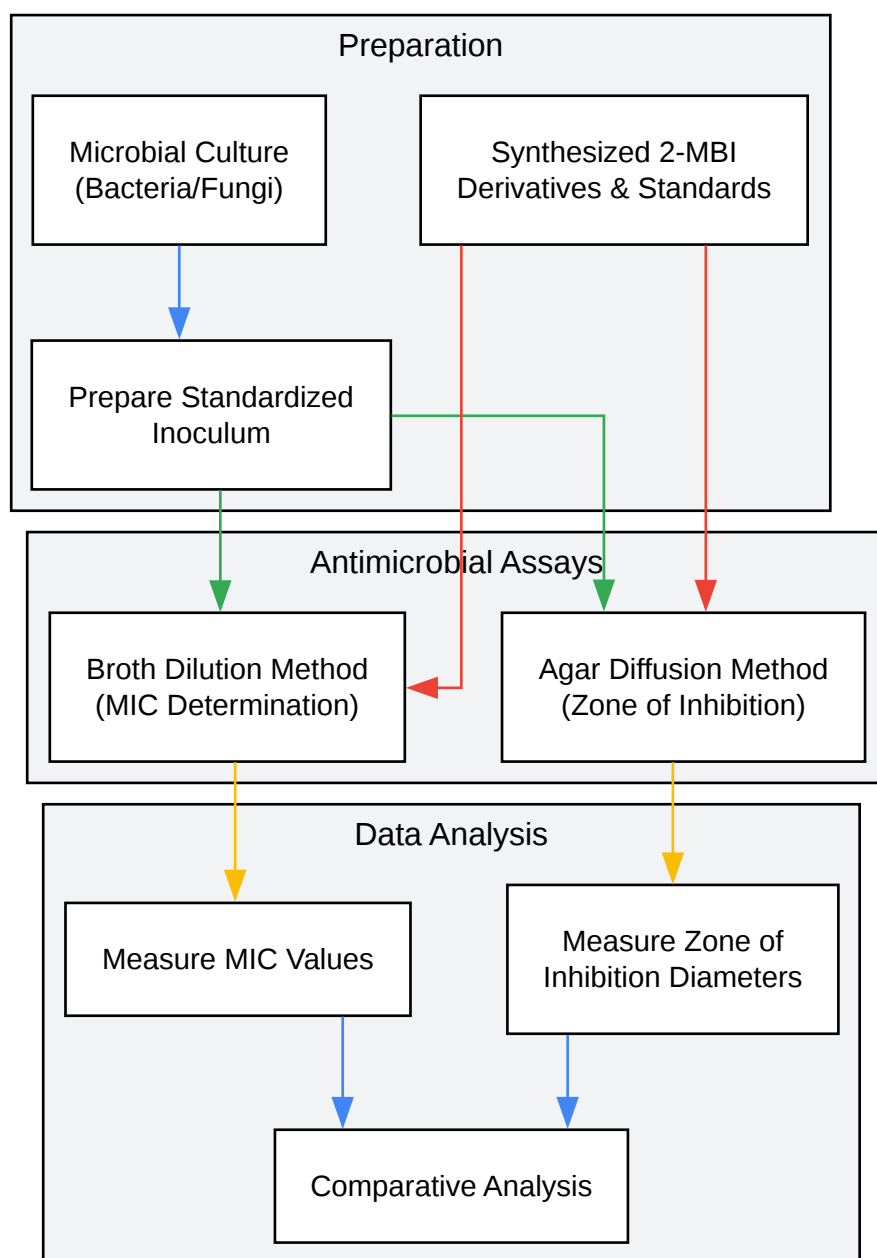 Preparation
Microbial Culture
(Bacteria/Fungi)
Synthesized 2-MBI
Derivatives & Standards
Prepare Standardized
Inoculum
Antimicrobial Assays
Broth Dilution Method
(MIC Determination)
Agar Diffusion Method
(Zone of Inhibition)
Data Analysis
Measure MIC Values
Measure Zone of
Inhibition Diameters
Comparative Analysis